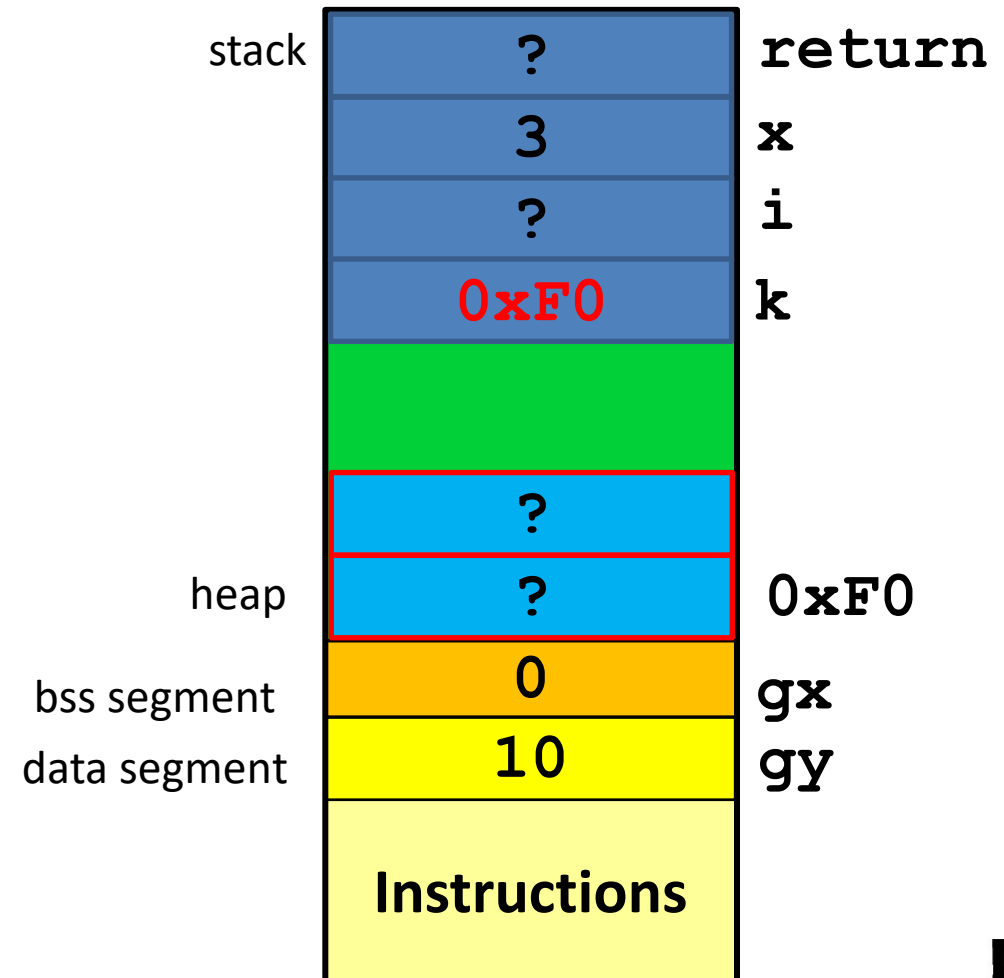 stack ? return
3 x
? i
0xF0 k
?
heap ? 0xF0
bss segment 0 gx
data segment 10 gy
Instructions